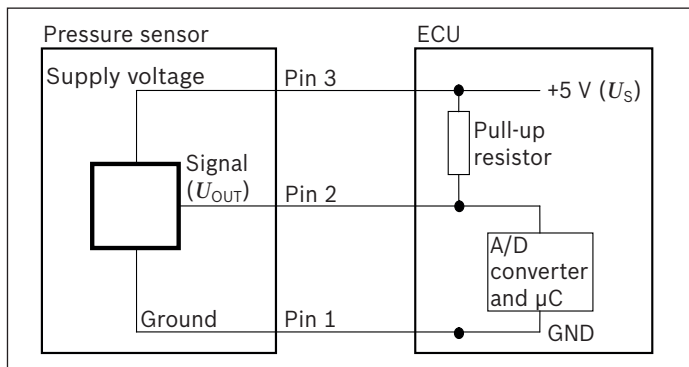 Pressure sensor
ECU
Supply voltage
Pin 3
+5 V (US)
Pull-up
resistor
Signal
(UOUT)
Pin 2
A/D
converter
and µC
Ground
Pin 1
GND